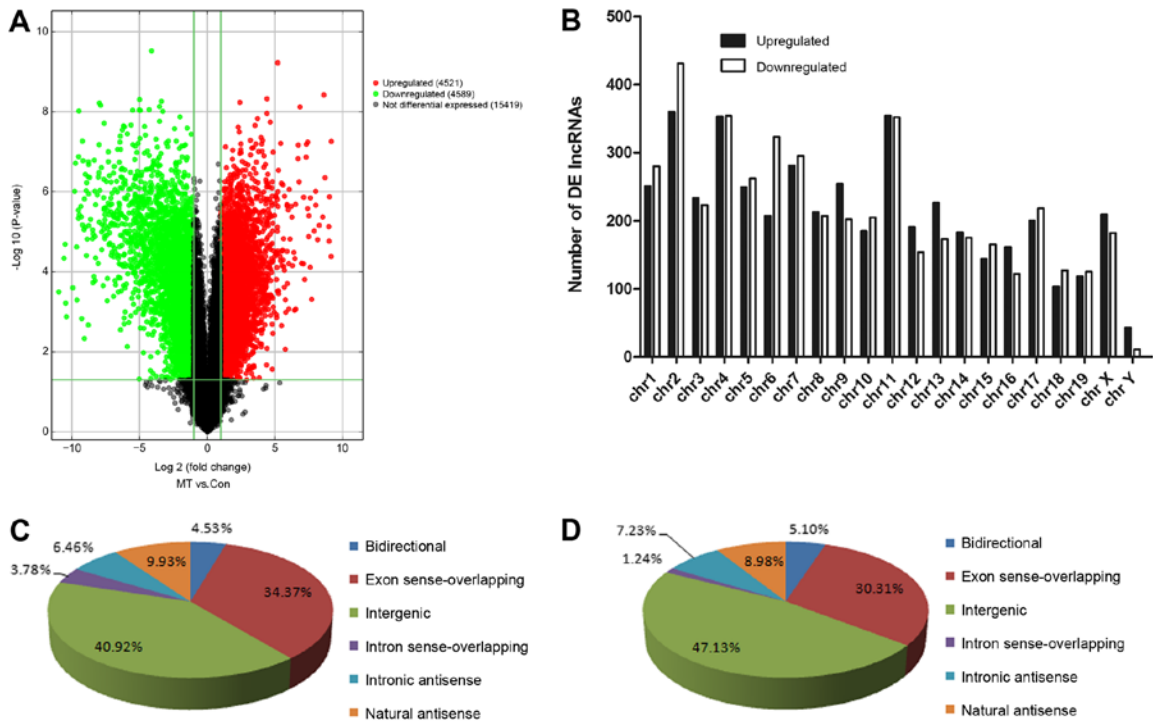 A
10
8
6
4
2
0
−10
−5
0
5
10
-Log 10 (P-value)
Log 2 (fold change)
MT vs.Con
Upregulated (4521)
Downregulated (4589)
Not differential expressed (15419)
B
500
400
300
200
100
0
Number of DE lncRNAs
Upregulated
Downregulated
chr1
chr2
chr3
chr4
chr5
chr6
chr7
chr8
chr9
chr10
chr11
chr12
chr13
chr14
chr15
chr16
chr17
chr18
chr19
chr X
chr Y
C
4.53%
34.37%
40.92%
3.78%
6.46%
9.93%
Bidirectional
Exon sense-overlapping
Intergenic
Intron sense-overlapping
Intronic antisense
Natural antisense
D
5.10%
30.31%
47.13%
1.24%
7.23%
8.98%
Bidirectional
Exon sense-overlapping
Intergenic
Intron sense-overlapping
Intronic antisense
Natural antisense